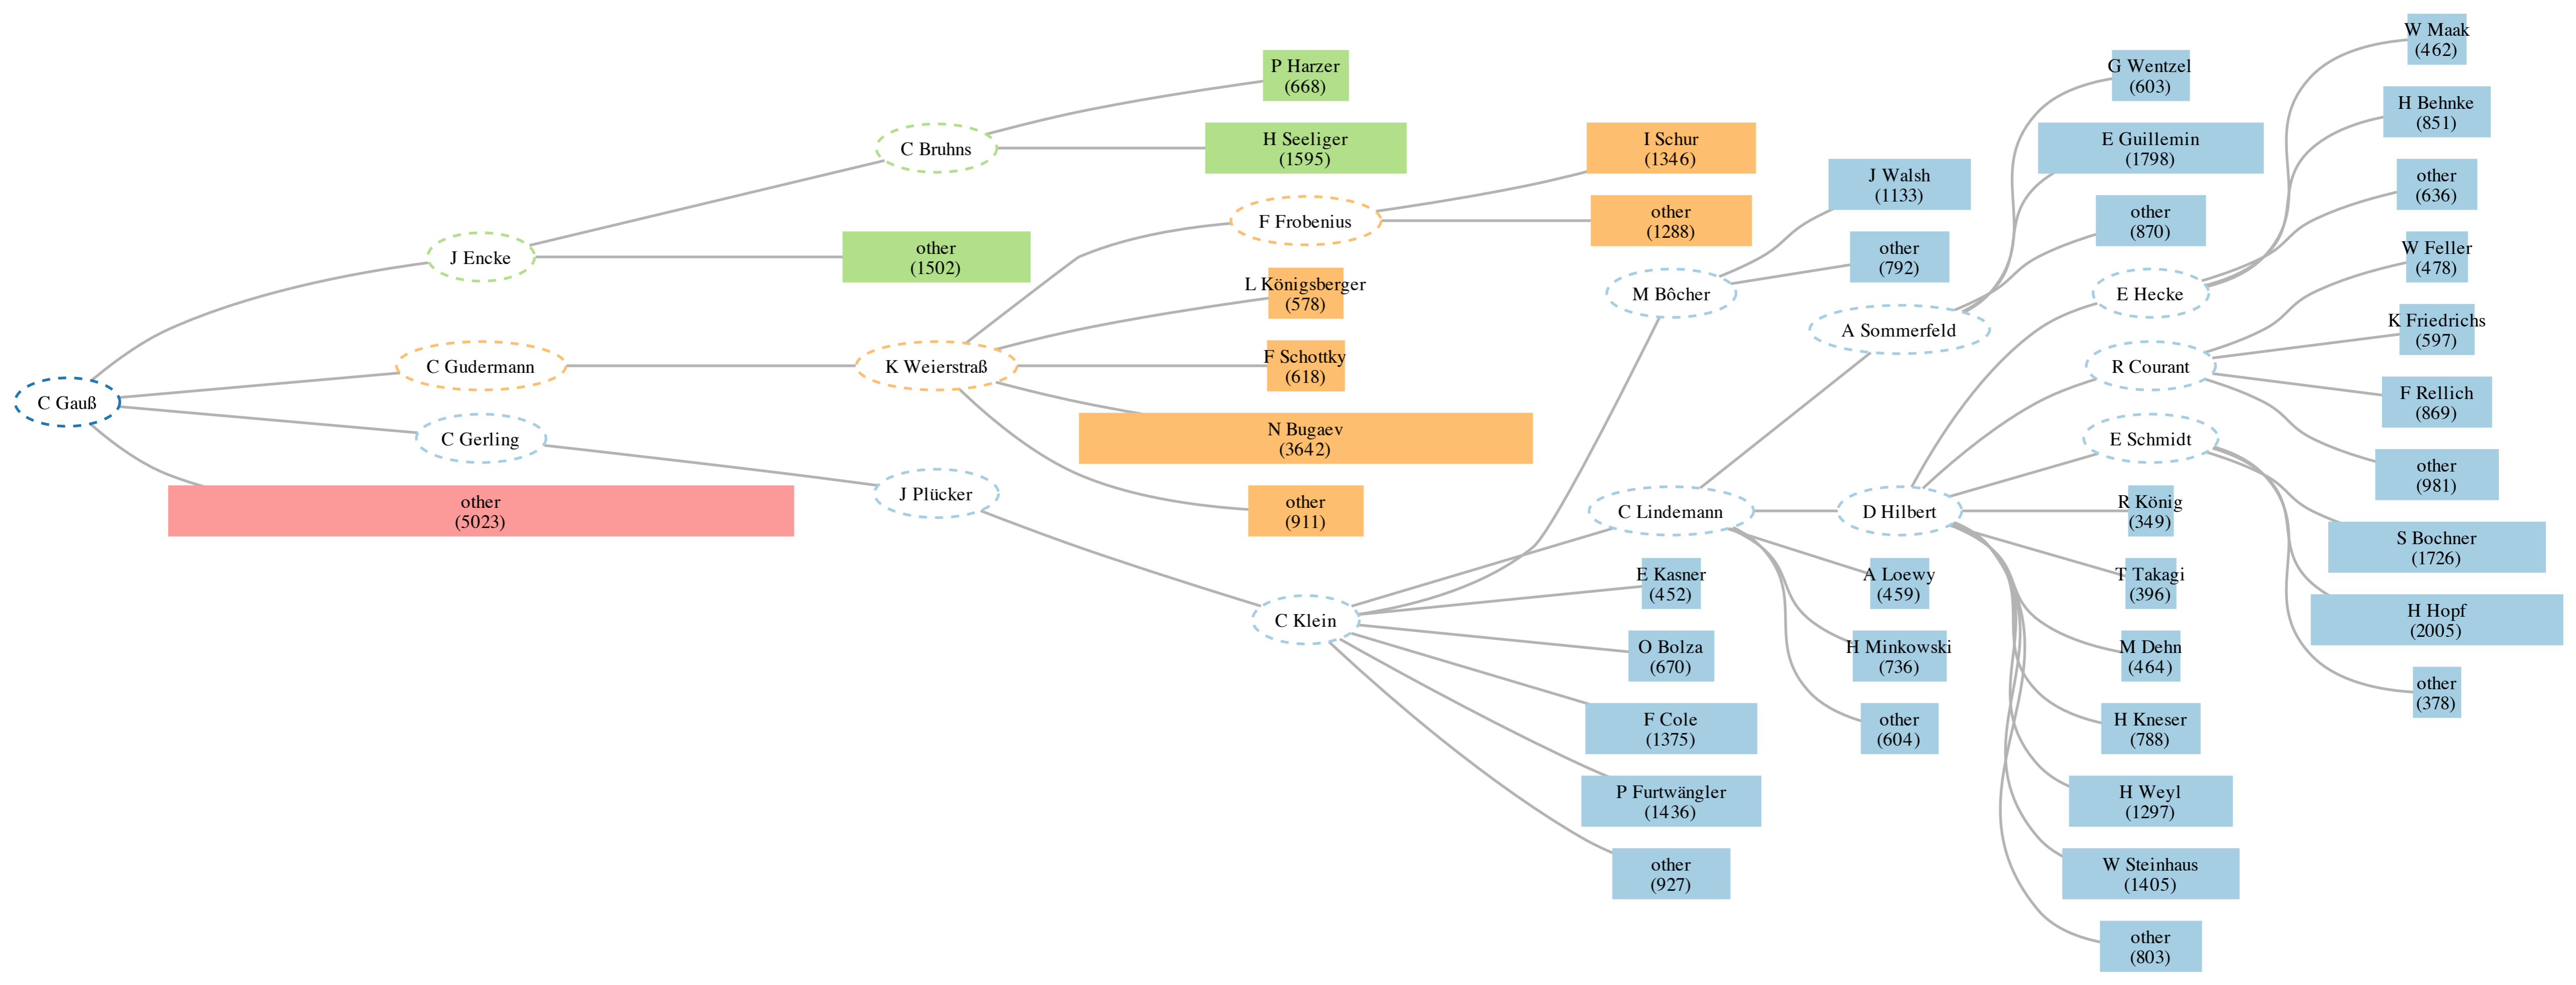 C Gauß
J Encke
C Gudermann
C Gerling
other
(5023)
C Bruhns
other
(1502)
K Weierstraß
J Plücker
P Harzer
(668)
H Seeliger
(1595)
F Frobenius
L Königsberger
(578)
F Schottky
(618)
N Bugaev
(3642)
other
(911)
C Klein
I Schur
(1346)
other
(1288)
M Bôcher
C Lindemann
E Kasner
(452)
O Bolza
(670)
F Cole
(1375)
P Furtwängler
(1436)
other
(927)
J Walsh
(1133)
other
(792)
A Sommerfeld
D Hilbert
A Loewy
(459)
H Minkowski
(736)
other
(604)
G Wentzel
(603)
E Guillemin
(1798)
other
(870)
E Hecke
R Courant
E Schmidt
R König
(349)
T Takagi
(396)
M Dehn
(464)
H Kneser
(788)
H Weyl
(1297)
W Steinhaus
(1405)
other
(803)
W Maak
(462)
H Behnke
(851)
other
(636)
W Feller
(478)
K Friedrichs
(597)
F Rellich
(869)
other
(981)
S Bochner
(1726)
H Hopf
(2005)
other
(378)